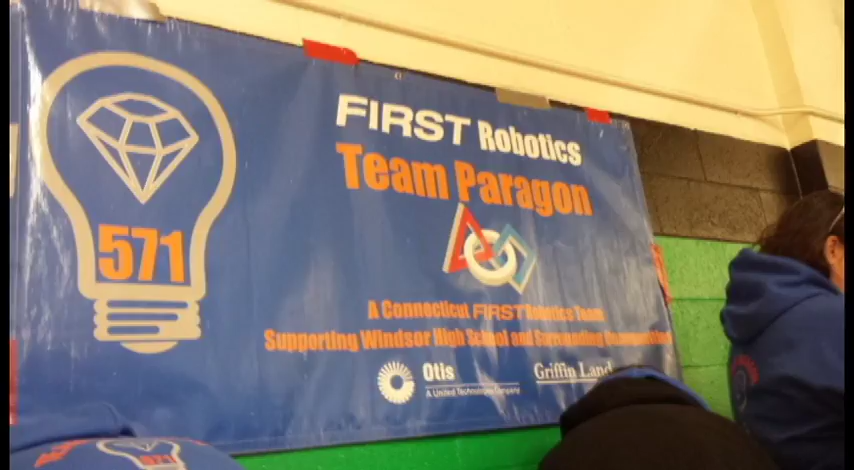 571
FIRST Robotics
Team Paragon
A Connecticut FIRST Robotics Team
Supporting Windsor High School and Surrounding Communities
Otis
A United Technologies Company
Griffin Land
571